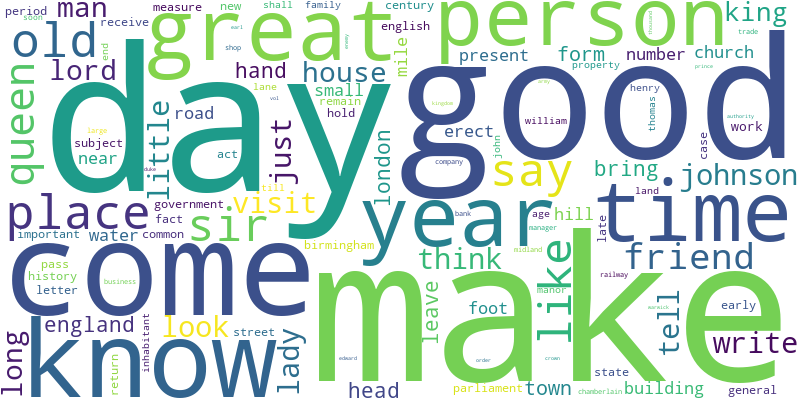 period soon man measure new shall family century king
receive great person
old end shop earl enemy english mile present form number church trade thousand
lord hand house small property
queen day good
road lane remain hold vol kingdom army william henry thomas prince authority
large subject near little act just london erect john say bring case work johnson
duke company land
place government sir till visit year bank age hill late time
fact important water common birmingham manager midland manor
come think friend
pass history letter business leave foot like railway
england look street lady make tell early warwick write
long know inhabitant return edward order crown state
head parliament town chamberlain building general